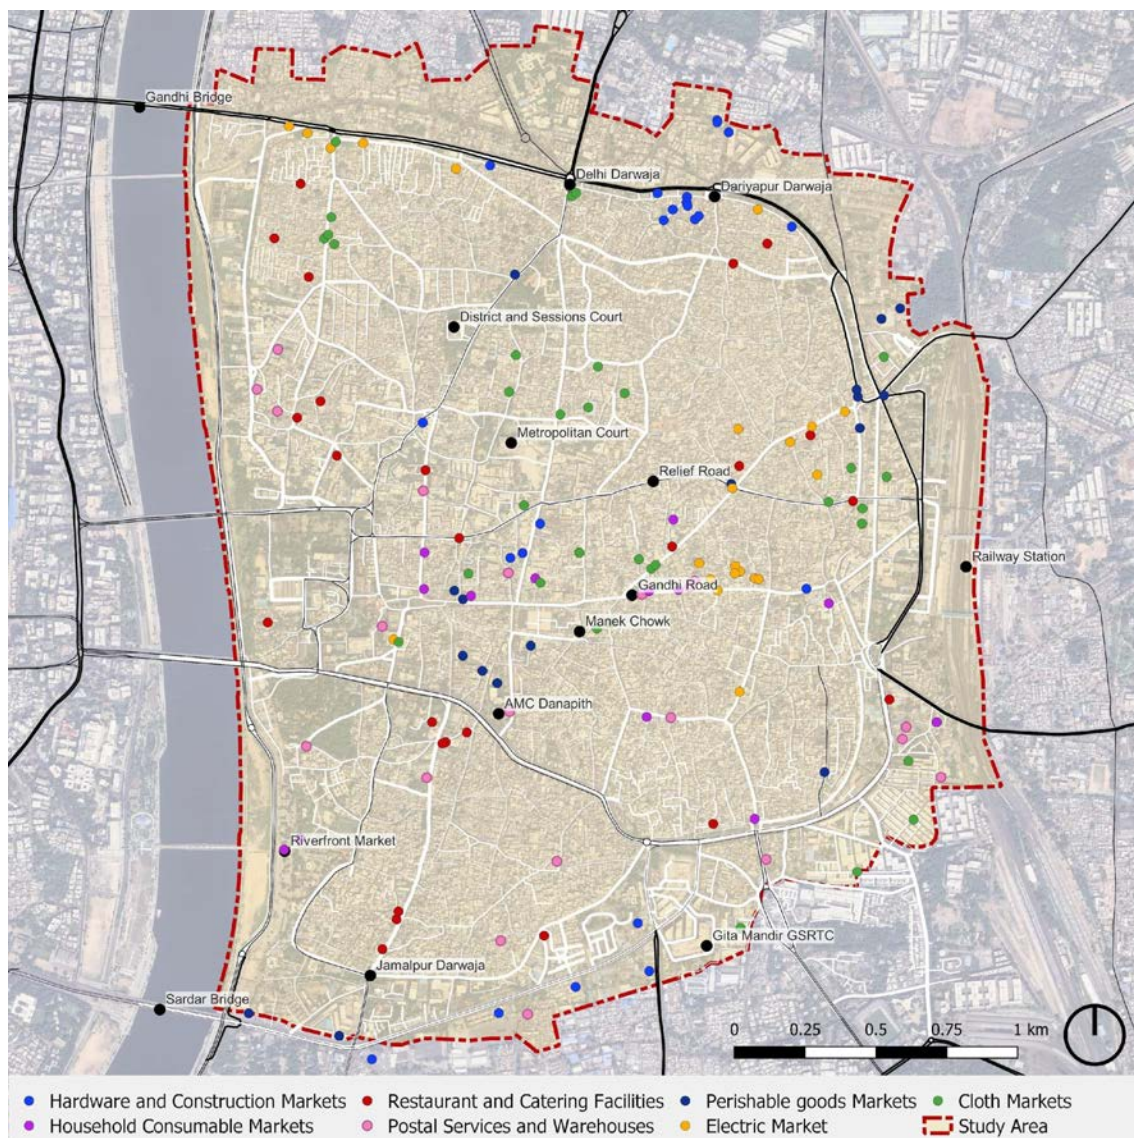 Gandhi Bridge
Delhi Darwaja
Dariyapur Darwaja
District and Sessions Court
Metropolitan Court
Relief Road
Railway Station
Gandhi Road
Manek Chowk
AMC Danapith
Riverfront Market
Gita Mandir GSRTC
Jamalpur Darwaja
Sardar Bridge
0 0.25 0.5 0.75 1 km
Hardware and Construction Markets Restaurant and Catering Facilities Perishable goods Markets Cloth Markets
Household Consumable Markets Postal Services and Warehouses Electric Market Study Area